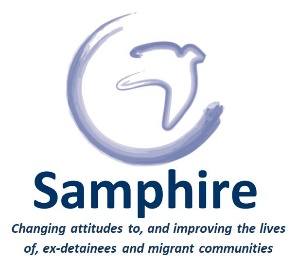 Samphire
Changing attitudes to, and improving the lives
of, ex-detainees and migrant communities